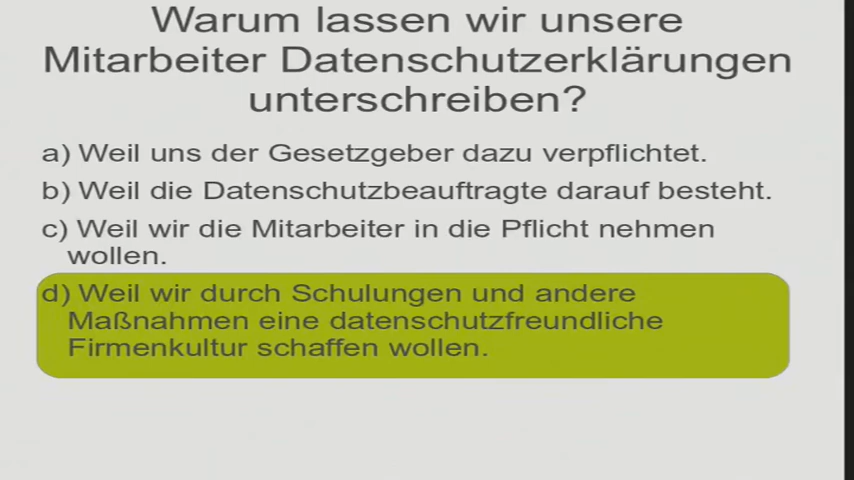 Warum lassen wir unsere
Mitarbeiter Datenschutzerklärungen
unterschreiben?
a) Weil uns der Gesetzgeber dazu verpflichtet.
b) Weil die Datenschutzbeauftragte darauf besteht.
c) Weil wir die Mitarbeiter in die Pflicht nehmen
wollen.
d) Weil wir durch Schulungen und andere
Maßnahmen eine datenschutzfreundliche
Firmenkultur schaffen wollen.